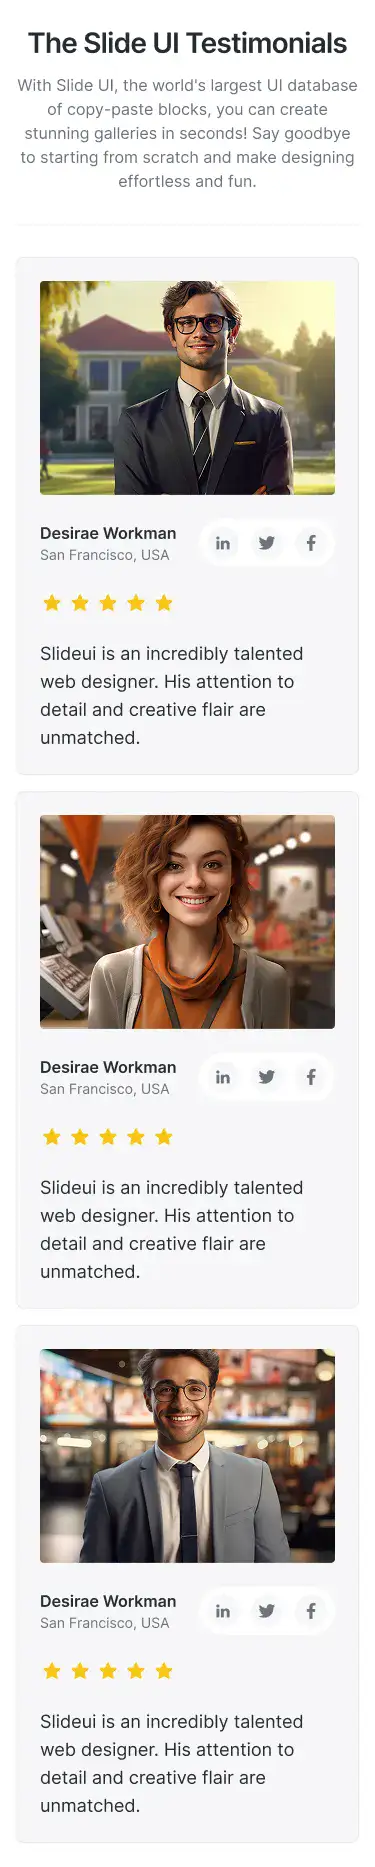 The Slide UI Testimonials
With Slide UI, the world's largest UI database
of copy-paste blocks, you can create
stunning galleries in seconds! Say goodbye
to starting from scratch and make designing
effortless and fun.
Desirae Workman
San Francisco, USA
in
Slideui is an incredibly talented
web designer. His attention to
detail and creative flair are
unmatched.
Desirae Workman
San Francisco, USA
in
Slideui is an incredibly talented
web designer. His attention to
detail and creative flair are
unmatched.
Desirae Workman
San Francisco, USA
in
Slideui is an incredibly talented
web designer. His attention to
detail and creative flair are
unmatched.